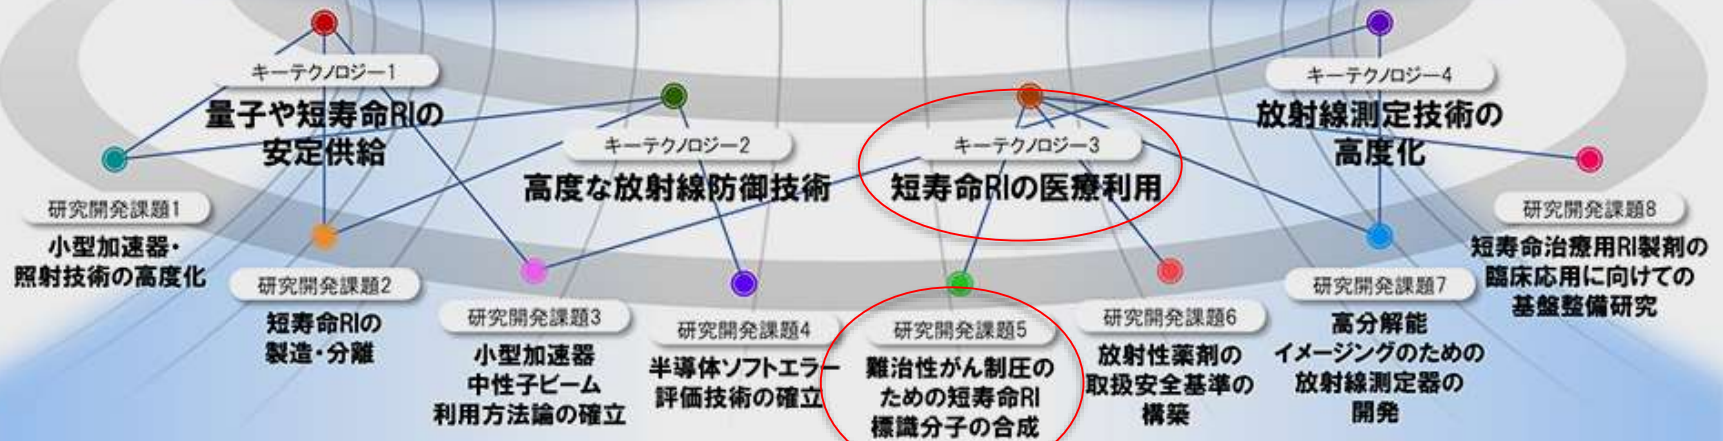 キーテクノロジー1
量子や短寿命RIの
安定供給
キーテクノロジー2
高度な放射線防御技術
キーテクノロジー3
短寿命RIの医療利用
キーテクノロジー4
放射線測定技術の
高度化
研究開発課題1
小型加速器・
照射技術の高度化
研究開発課題2
短寿命RIの
製造・分離
研究開発課題3
小型加速器
中性子ビーム
利用方法論の確立
研究開発課題4
半導体ソフトエラー
評価技術の確立
研究開発課題5
難治性がん制圧の
ための短寿命RI
標識分子の合成
研究開発課題6
放射性薬剤の
取扱安全基準の
構築
研究開発課題7
高分解能
イメージングのための
放射線測定器の
開発
研究開発課題8
短寿命治療用RI製剤の
臨床応用に向けての
基盤整備研究